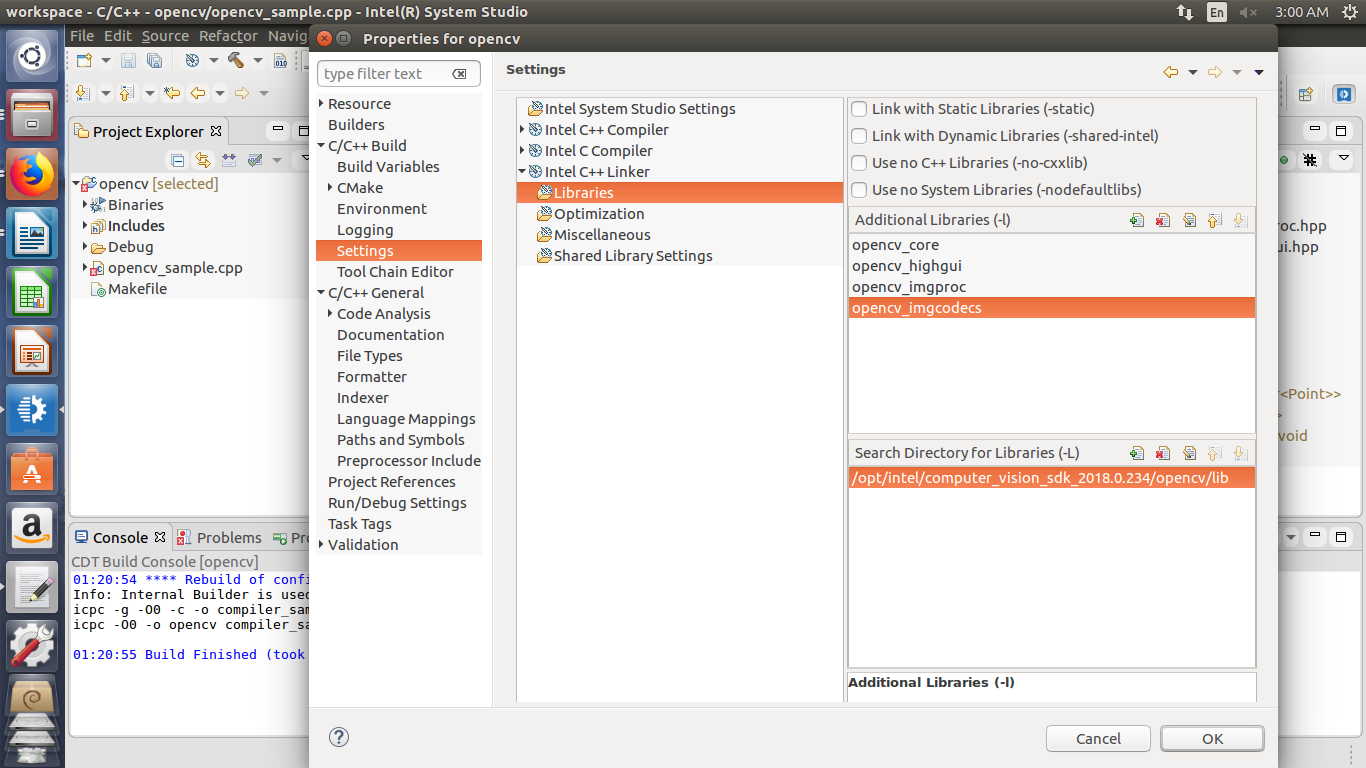 workspace - C/C++ - opencv/opencv_sample.cpp - Intel(R) System Studio
En
3:00 AM
File Edit Source Refactor Navig
Properties for opencv
type filter text
Settings
Project Explorer
opencv [selected]
Binaries
Includes
Debug
opencv_sample.cpp
Makefile
Resource
Builders
C/C++ Build
Build Variables
CMake
Environment
Logging
Settings
Tool Chain Editor
C/C++ General
Code Analysis
Documentation
File Types
Formatter
Indexer
Language Mappings
Paths and Symbols
Preprocessor Include
Project References
Run/Debug Settings
Task Tags
Validation
Intel System Studio Settings
Intel C++ Compiler
Intel C Compiler
Intel C++ Linker
Libraries
Optimization
Miscellaneous
Shared Library Settings
Link with Static Libraries (-static)
Link with Dynamic Libraries (-shared-intel)
Use no C++ Libraries (-no-cxxlib)
Use no System Libraries (-nodefaultlibs)
Additional Libraries (-l)
opencv_core
opencv_highgui
opencv_imgproc
opencv_imgcodecs
Search Directory for Libraries (-L)
/opt/intel/computer_vision_sdk_2018.0.234/opencv/lib
Additional Libraries (-l)
roc.hpp
ui.hpp
<Point>>
>
void
Console
Problems
Pr
CDT Build Console [opencv]
01:20:54 **** Rebuild of confi
Info: Internal Builder is used
icpc -g -O0 -c -o compiler_sam
icpc -O0 -o opencv compiler_sa
01:20:55 Build Finished (took
Cancel
OK